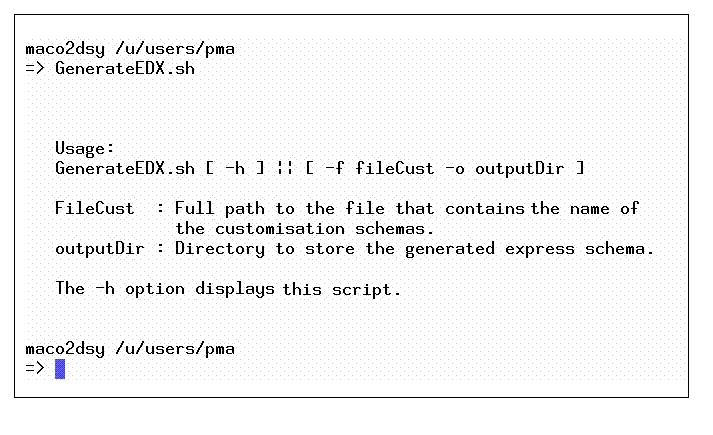 maco2dsy /u/users/pma
=> GenerateEDX.sh
Usage:
GenerateEDX.sh [ -h ] ¦¦ [ -f fileCust -o outputDir ]
FileCust : Full path to the file that contains the name of
the customisation schemas.
outputDir : Directory to store the generated express schema.
The -h option displays this script.
maco2dsy /u/users/pma
=>